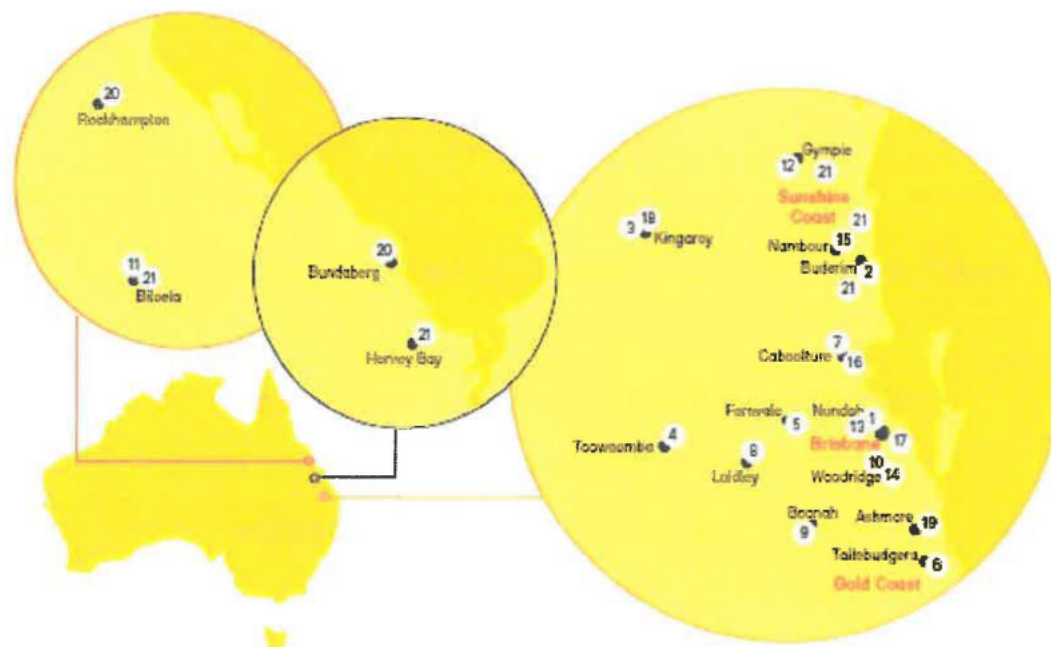 20
Rockhampton
11
21
Biloela
20
Bundaberg
21
Hervey Bay
Gympie
12
21
Sunshine
Coast
18
3
Kingaroy
21
15
Nambour
Buderim
2
21
7
Caboolture
16
Fernvale
5
Nundah
1
13
17
Brisbane
4
Toowoomba
8
Laidley
10
Woodridge
14
Boonah
9
Ashmore
19
Tallebudgera
6
Gold Coast